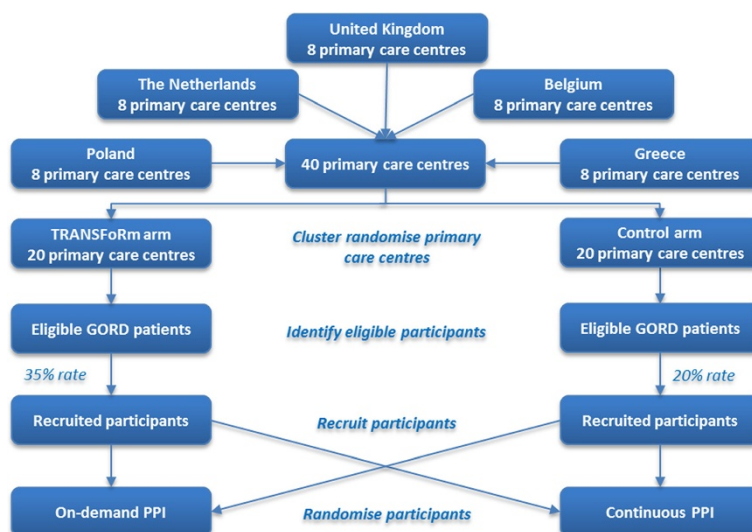 United Kingdom
8 primary care centres
The Netherlands
8 primary care centres
Belgium
8 primary care centres
Poland
8 primary care centres
40 primary care centres
Greece
8 primary care centres
TRANSFoRm arm
20 primary care centres
Cluster randomise primary
care centres
Control arm
20 primary care centres
Eligible GORD patients
Identify eligible participants
Eligible GORD patients
35% rate
20% rate
Recruited participants
Recruit participants
Recruited participants
On-demand PPI
Randomise participants
Continuous PPI